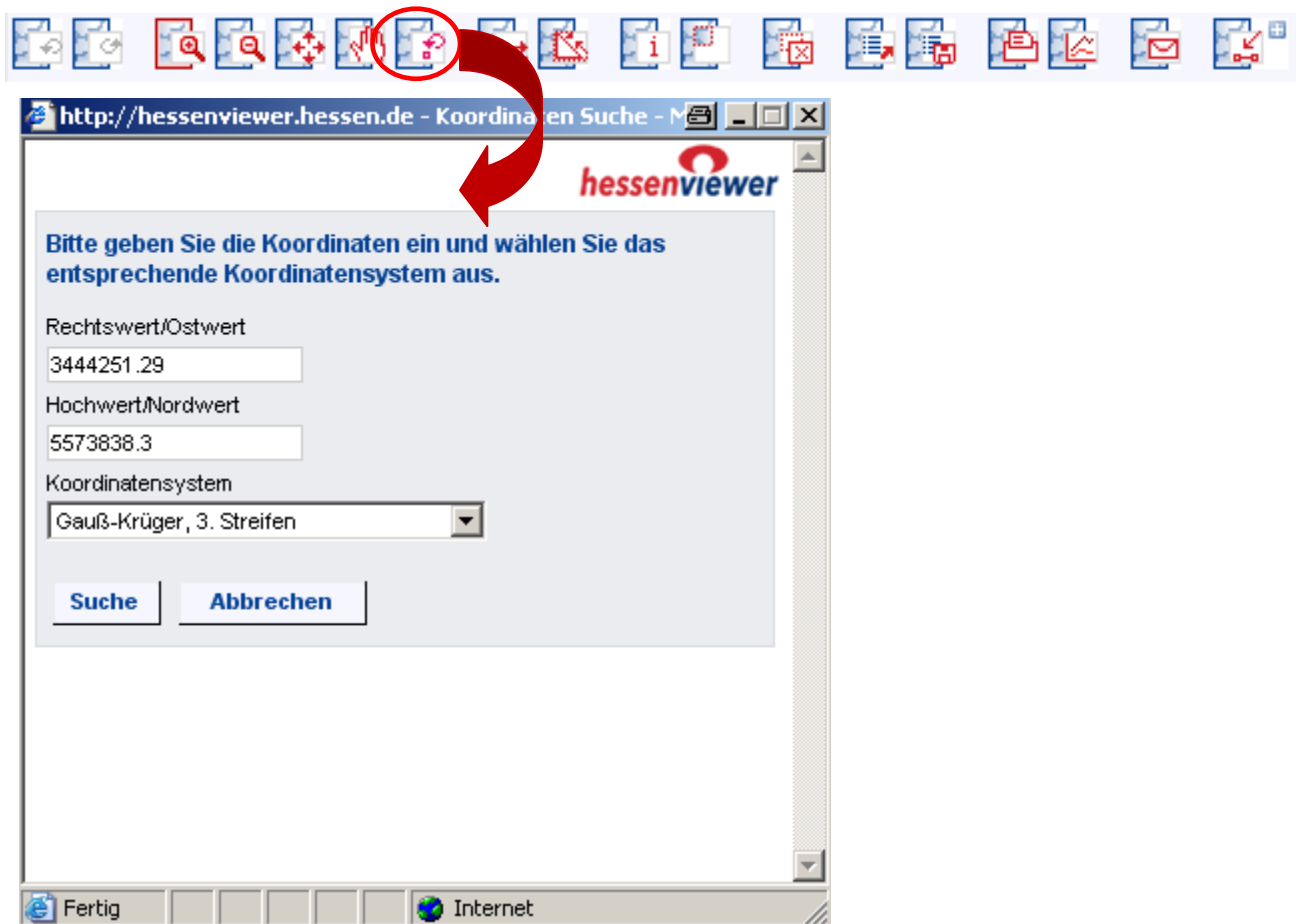 i
http://hessenviewer.hessen.de - Koordinaten Suche - M
hessenviewer
Bitte geben Sie die Koordinaten ein und wählen Sie das
entsprechende Koordinatensystem aus.
Rechtswert/Ostwert
3444251.29
Hochwert/Nordwert
5573838.3
Koordinatensystem
Gauß-Krüger, 3. Streifen
Suche Abbrechen
Fertig Internet